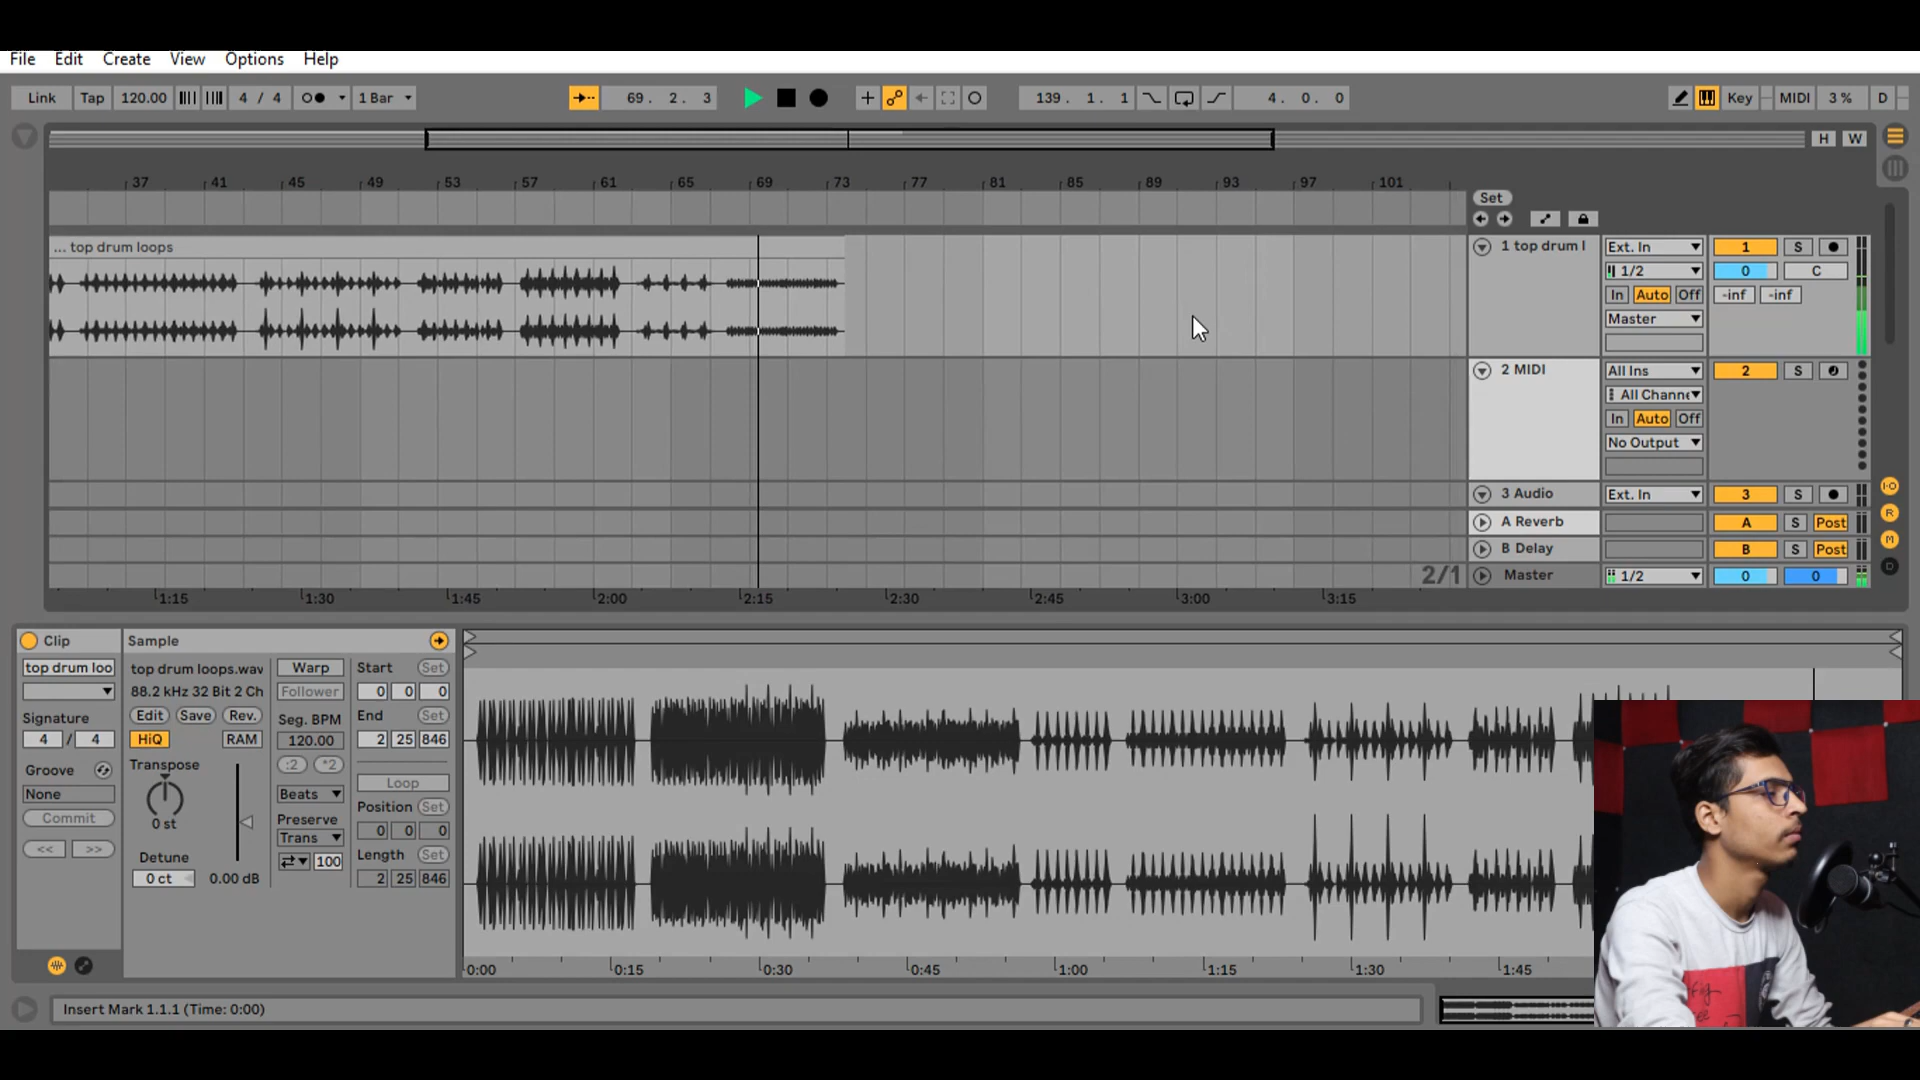 File Edit Create View Options Help
Link Tap 120.00 4 / 4 1 Bar 69. 2. 3 139. 1. 1 4. 0. 0 Key MIDI 3 % D
H W
37 41 45 49 53 57 61 65 69 73 77 81 85 89 93 97 101
Set
... top drum loops
1 top drum l Ext. In 1 S
1/2 0 C
In Auto Off -inf -inf
Master
2 MIDI All Ins 2 S
All Channe
In Auto Off
No Output
3 Audio Ext. In 3 S
A Reverb A S Post
B Delay B S Post
2/1 Master 1/2 0 0
1:15 1:30 1:45 2:00 2:15 2:30 2:45 3:00 3:15
I·O
R
M
D
Clip Sample
top drum loo top drum loops.wav Warp Start Set
88.2 kHz 32 Bit 2 Ch Follower 0 0 0
Signature Edit Save Rev. Seg. BPM End Set
4 / 4 HiQ RAM 120.00 2 25 846
Groove Transpose :2 *2 Loop
None Beats Position Set
Commit 0 st Preserve 0 0 0
<< >> Trans Length Set
Detune 100 2 25 846
0 ct 0.00 dB
0:00 0:15 0:30 0:45 1:00 1:15 1:30 1:45
Insert Mark 1.1.1 (Time: 0:00)